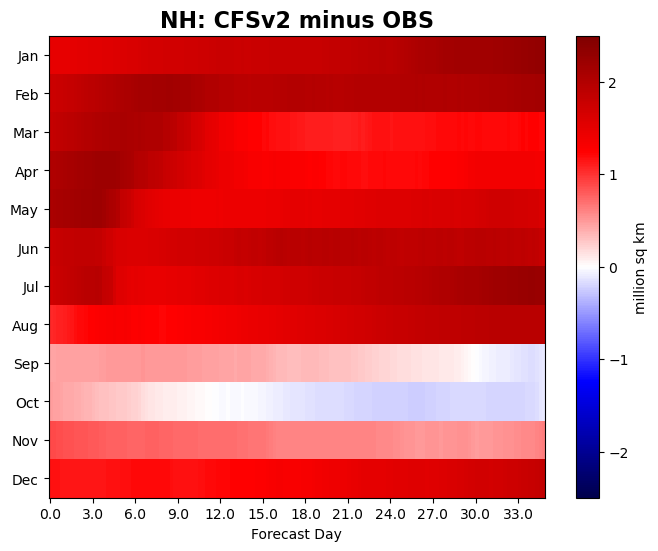 NH: CFSv2 minus OBS
Jan
Feb
Mar
Apr
May
Jun
Jul
Aug
Sep
Oct
Nov
Dec
0.0 3.0 6.0 9.0 12.0 15.0 18.0 21.0 24.0 27.0 30.0 33.0
Forecast Day
2
1
0
−1
−2
million sq km